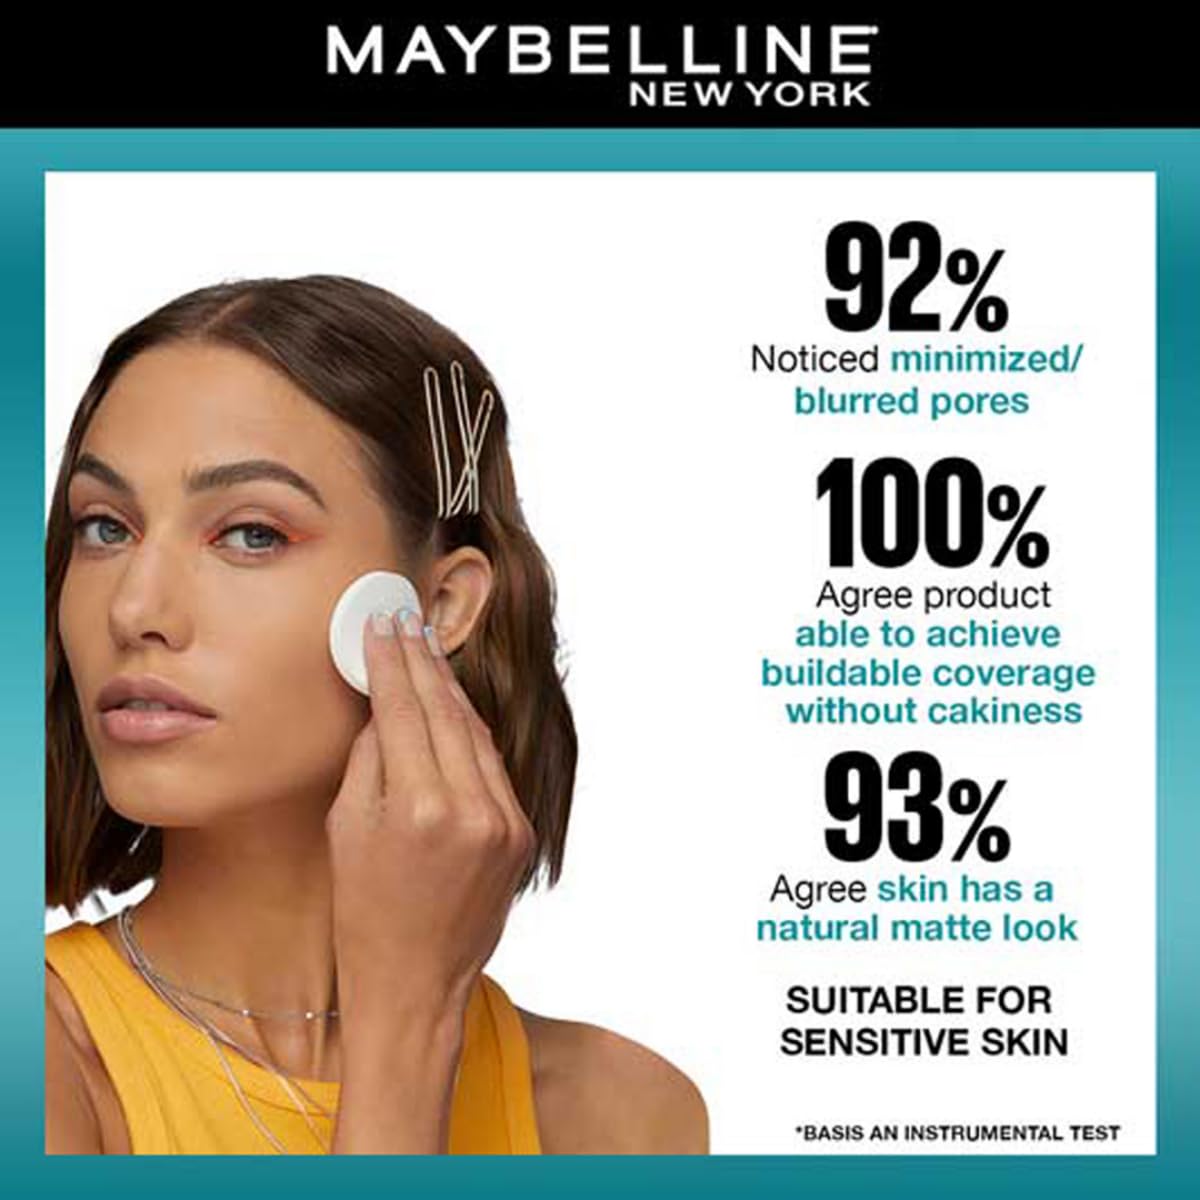 MAYBELLINE
NEW YORK
92%
Noticed minimized/
blurred pores
100%
Agree product
able to achieve
buildable coverage
without cakiness
93%
Agree skin has a
natural matte look
SUITABLE FOR
SENSITIVE SKIN
*BASIS AN INSTRUMENTAL TEST